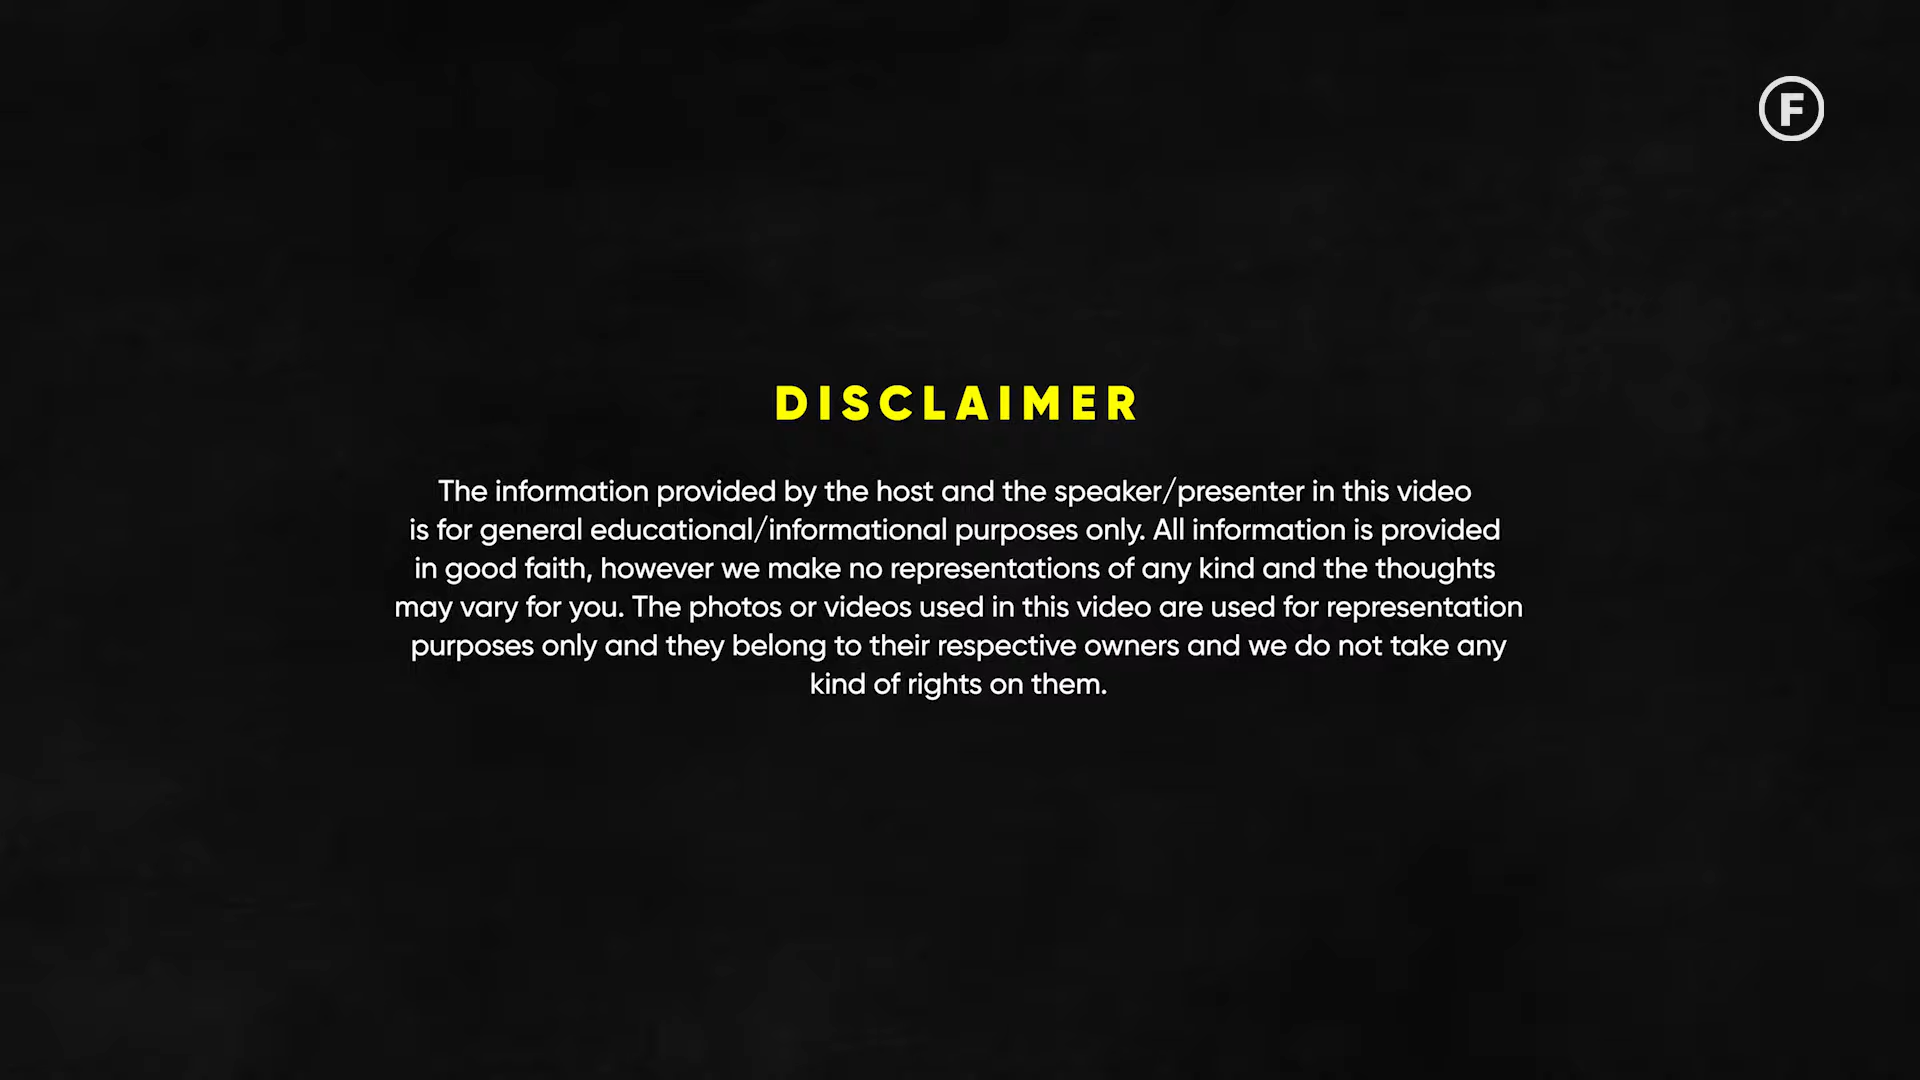 F
DISCLAIMER
The information provided by the host and the speaker/presenter in this video
is for general educational/informational purposes only. All information is provided
in good faith, however we make no representations of any kind and the thoughts
may vary for you. The photos or videos used in this video are used for representation
purposes only and they belong to their respective owners and we do not take any
kind of rights on them.